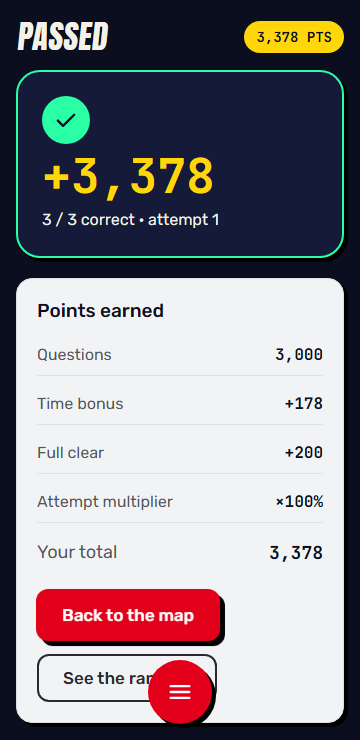 PASSED
3,378 PTS
+3,378
3 / 3 correct • attempt 1
Points earned
Questions 3,000
Time bonus +178
Full clear +200
Attempt multiplier ×100%
Your total 3,378
Back to the map
See the